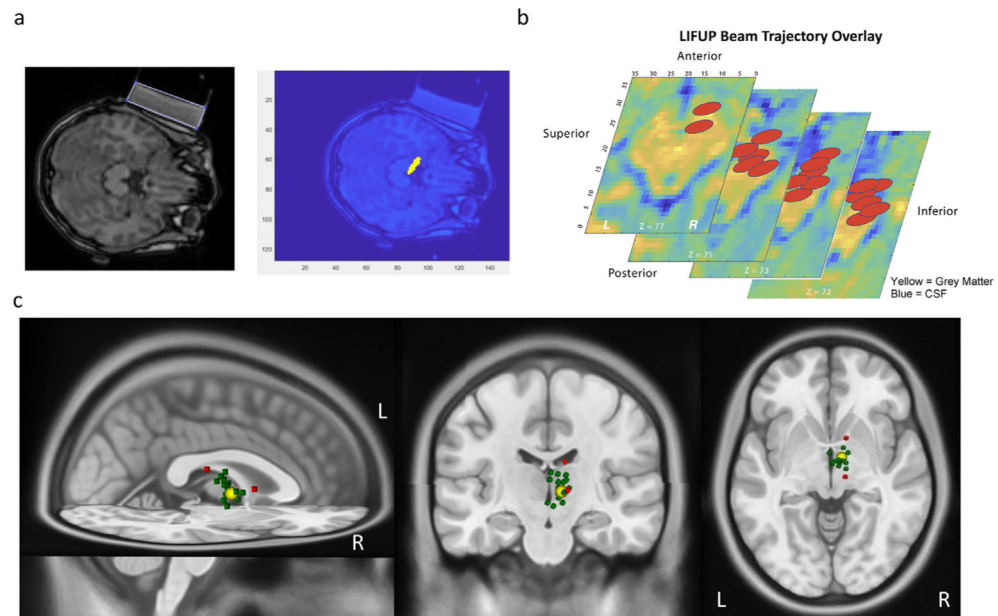 a
20
40
60
80
100
120
20 40 60 80 100 120 140
b
LIFUP Beam Trajectory Overlay
Anterior
35 30 25 20 15 10 5 0
35
30
25
20
15
10
5
0
Superior
L Z = 77 R
Z = 75
Z = 73
Z = 72
Inferior
Posterior
Yellow = Grey Matter
Blue = CSF
c
L
R
L R